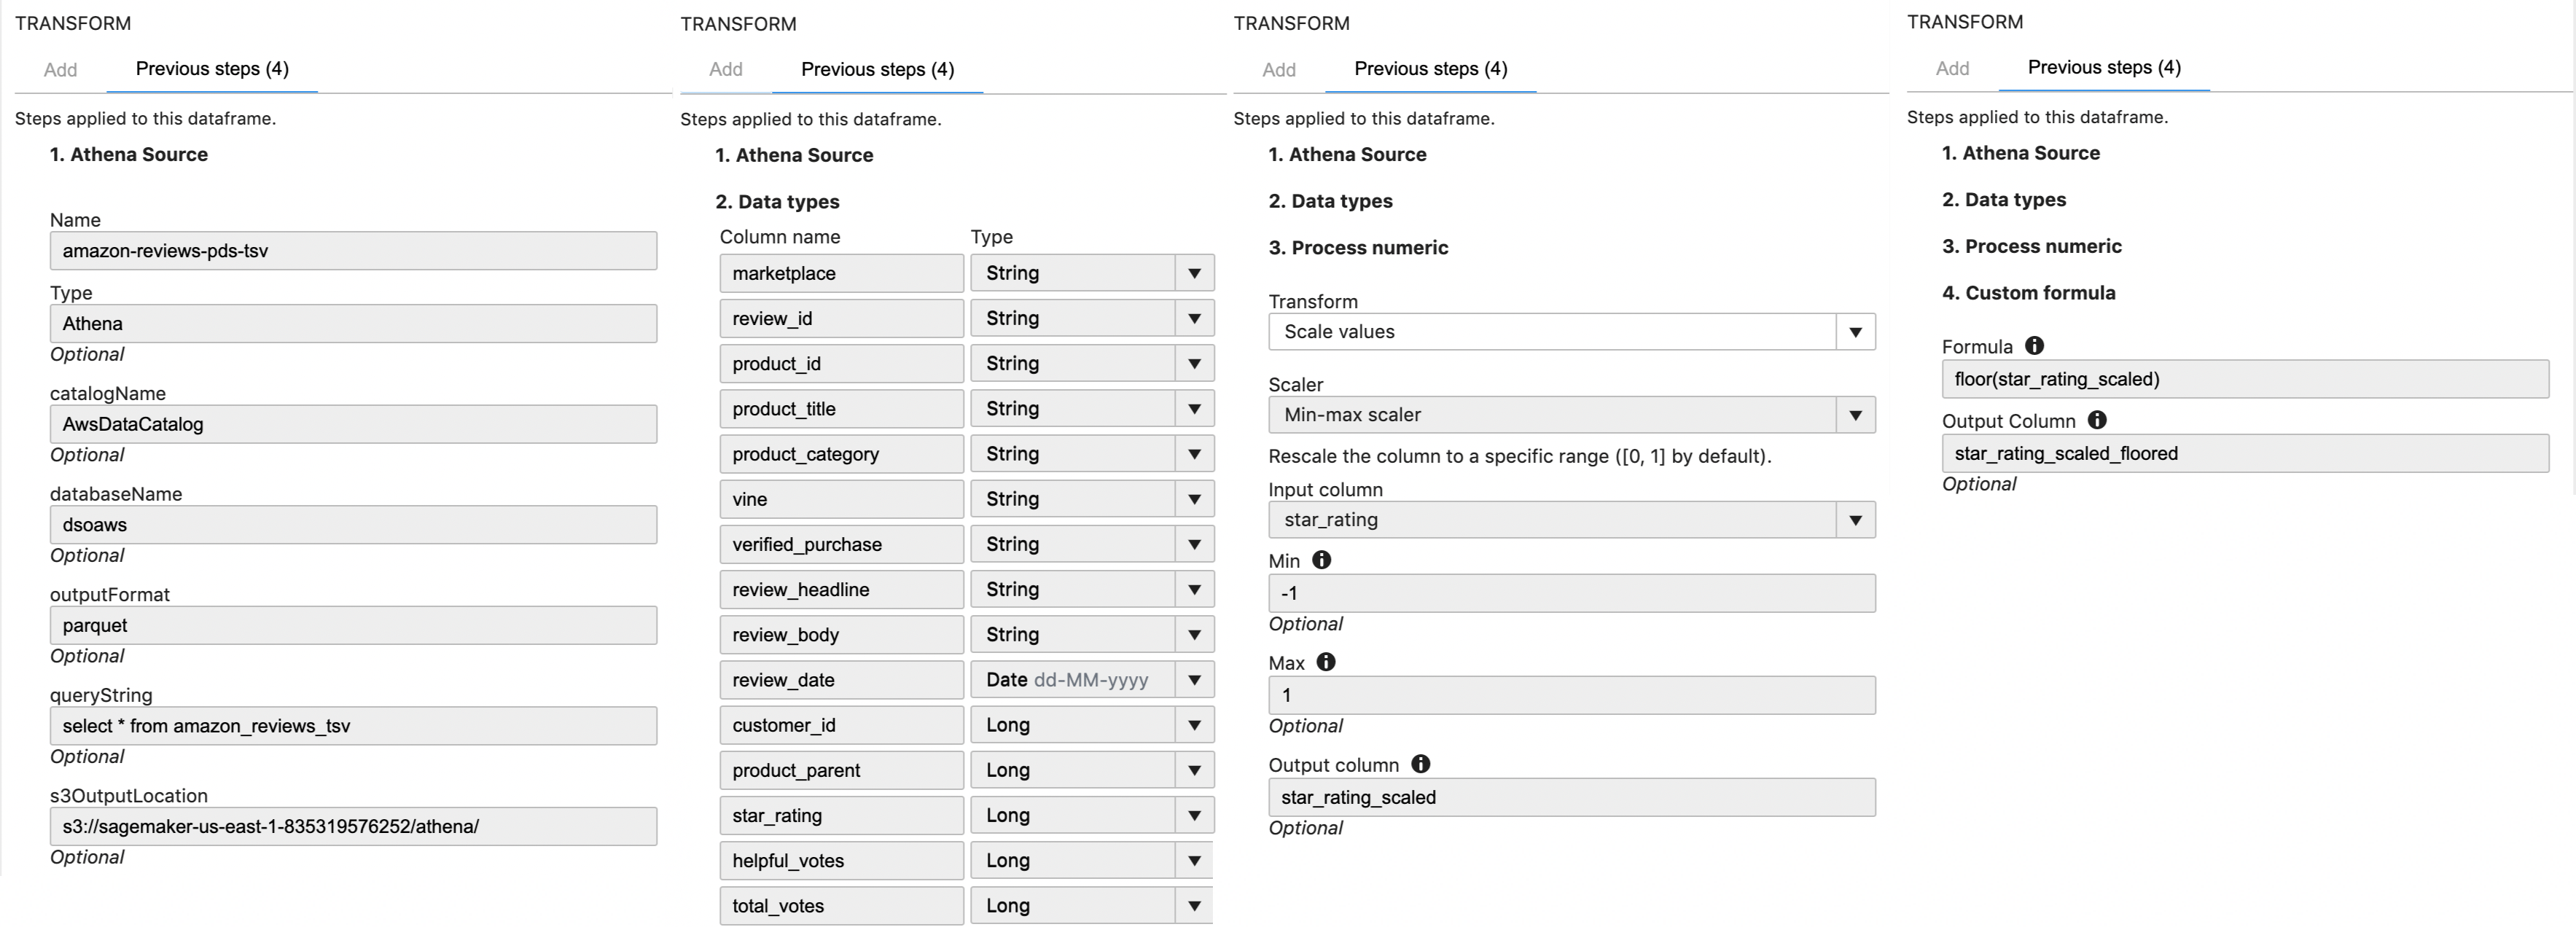 TRANSFORM
Add Previous steps (4)
Steps applied to this dataframe.
1. Athena Source
Name
amazon-reviews-pds-tsv
Type
Athena
Optional
catalogName
AwsDataCatalog
Optional
databaseName
dsoaws
Optional
outputFormat
parquet
Optional
queryString
select * from amazon_reviews_tsv
Optional
s3OutputLocation
s3://sagemaker-us-east-1-835319576252/athena/
Optional
TRANSFORM
Add Previous steps (4)
Steps applied to this dataframe.
1. Athena Source
2. Data types
Column name Type
marketplace String
review_id String
product_id String
product_title String
product_category String
vine String
verified_purchase String
review_headline String
review_body String
review_date Date dd-MM-yyyy
customer_id Long
product_parent Long
star_rating Long
helpful_votes Long
total_votes Long
TRANSFORM
Add Previous steps (4)
Steps applied to this dataframe.
1. Athena Source
2. Data types
3. Process numeric
Transform
Scale values
Scaler
Min-max scaler
Rescale the column to a specific range ([0, 1] by default).
Input column
star_rating
Min
-1
Optional
Max
1
Optional
Output column
star_rating_scaled
Optional
TRANSFORM
Add Previous steps (4)
Steps applied to this dataframe.
1. Athena Source
2. Data types
3. Process numeric
4. Custom formula
Formula
floor(star_rating_scaled)
Output Column
star_rating_scaled_floored
Optional